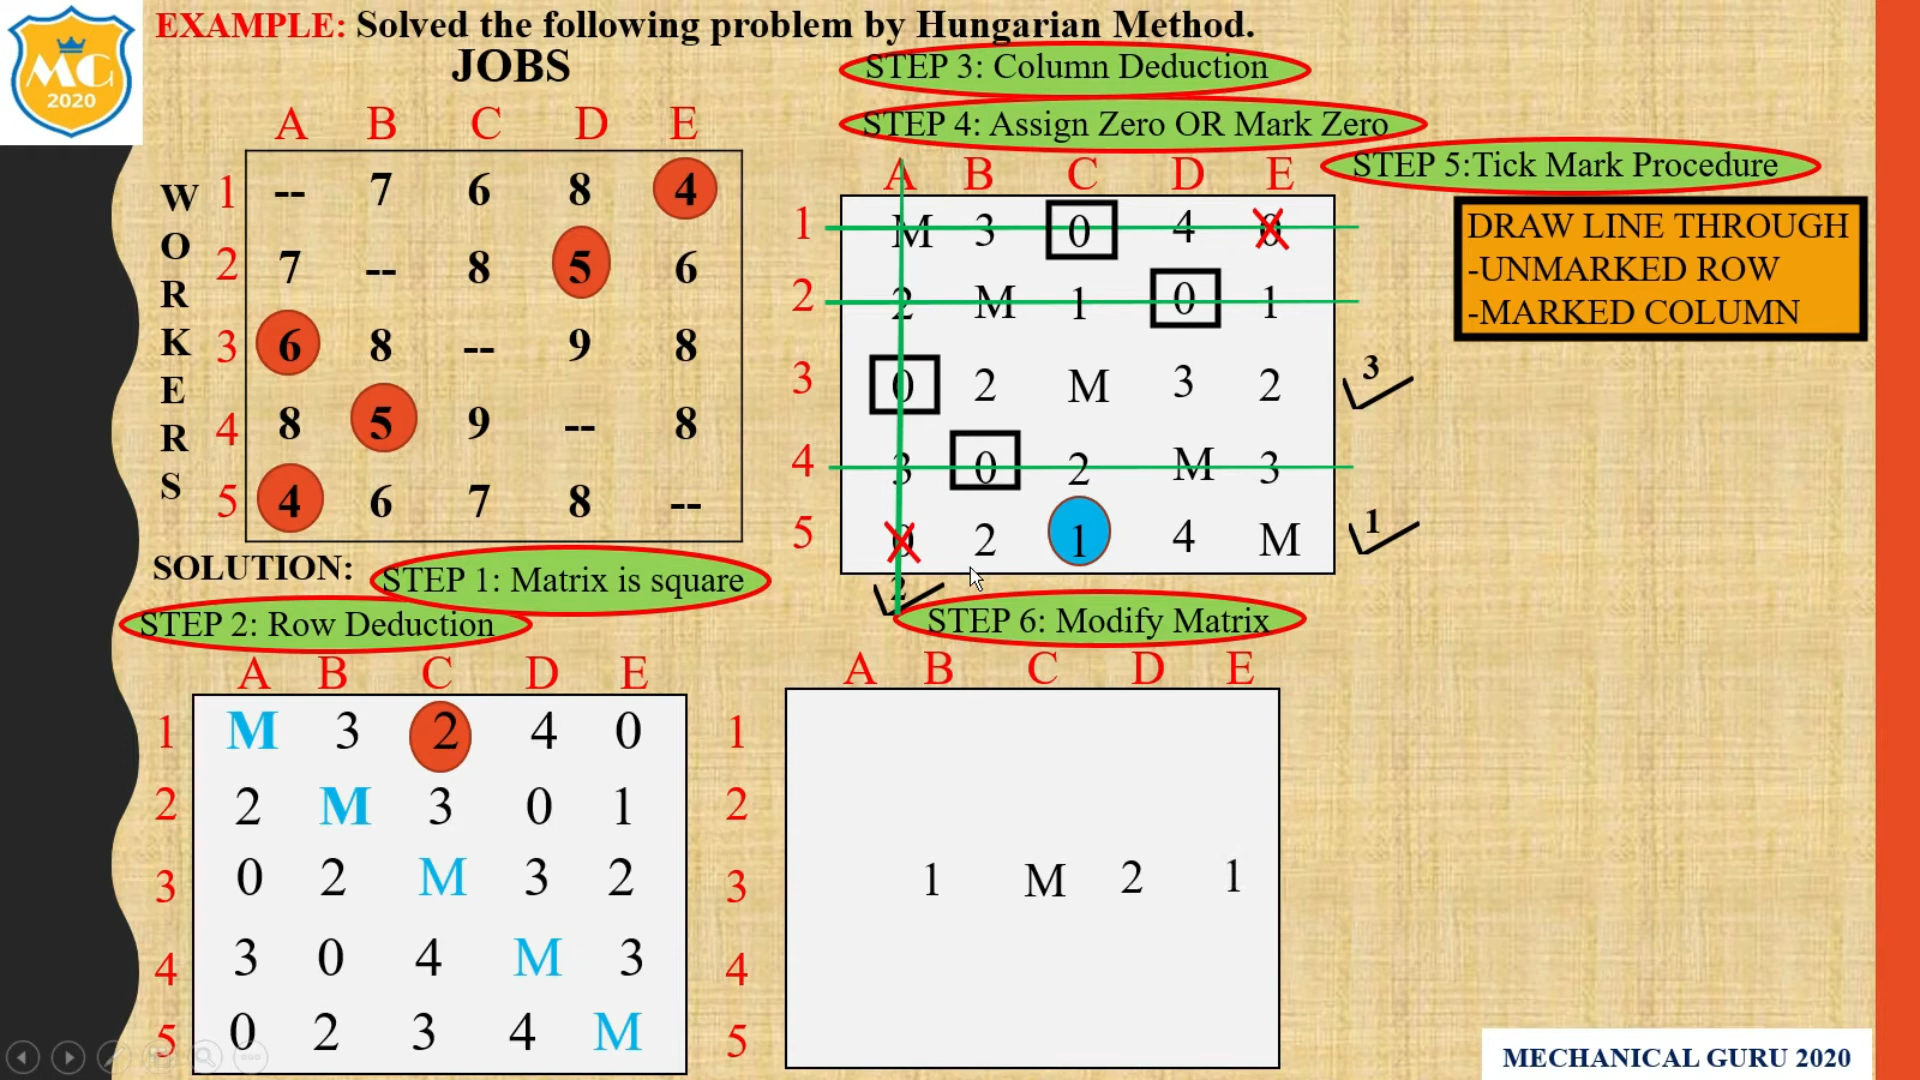 EXAMPLE: Solved the following problem by Hungarian Method.
MG
2020
JOBS
A B C D E
WORKERS
1 -- 7 6 8 4
2 7 -- 8 5 6
3 6 8 -- 9 8
4 8 5 9 -- 8
5 4 6 7 8 --
SOLUTION:
STEP 1: Matrix is square
STEP 2: Row Deduction
A B C D E
1 M 3 2 4 0
2 2 M 3 0 1
3 0 2 M 3 2
4 3 0 4 M 3
5 0 2 3 4 M
STEP 3: Column Deduction
STEP 4: Assign Zero OR Mark Zero
A B C D E
1 M 3 0 4 0
2 2 M 1 0 1
3 0 2 M 3 2 3
4 3 0 2 M 3
5 0 2 1 4 M 1
2
STEP 5:Tick Mark Procedure
DRAW LINE THROUGH
-UNMARKED ROW
-MARKED COLUMN
STEP 6: Modify Matrix
A B C D E
1
2
3 1 M 2 1
4
5
MECHANICAL GURU 2020